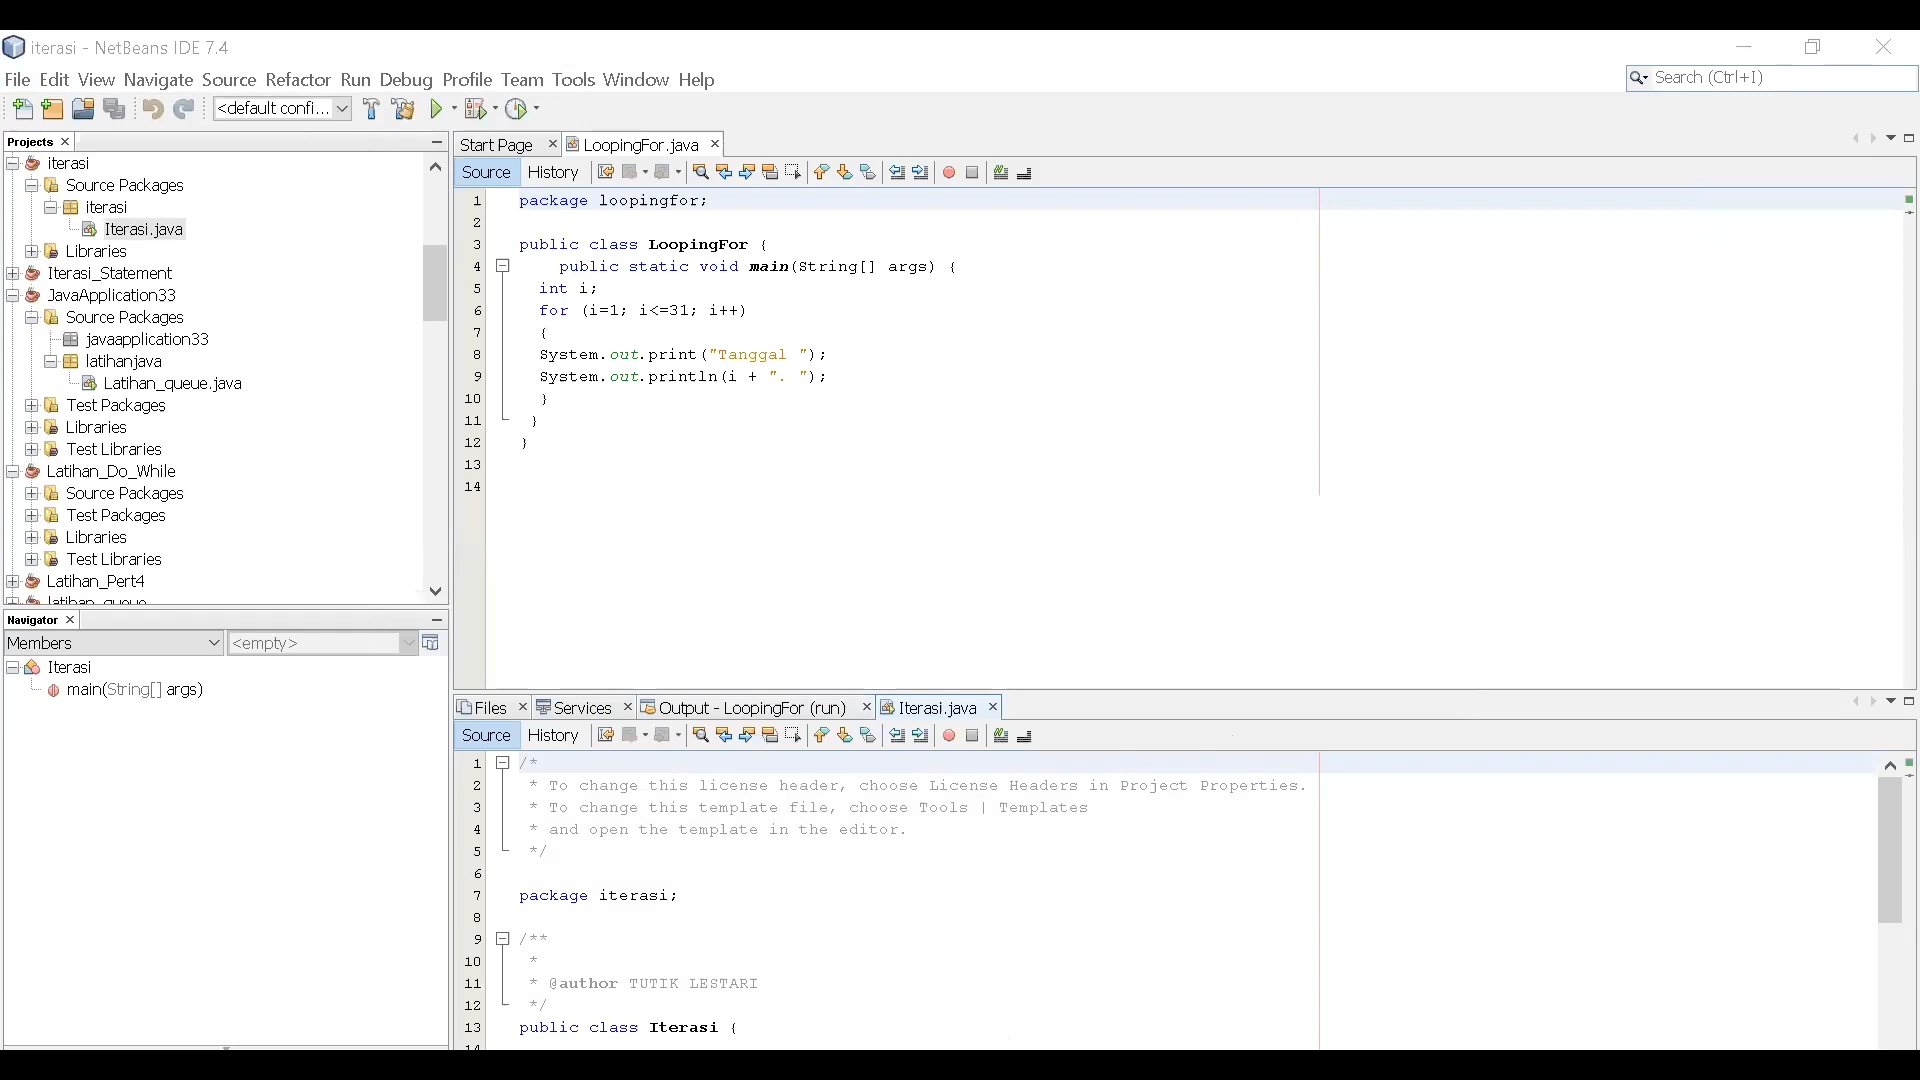 iterasi - NetBeans IDE 7.4
File Edit View Navigate Source Refactor Run Debug Profile Team Tools Window Help
Search (Ctrl+I)
<default confi...
Projects
iterasi
Source Packages
iterasi
Iterasi.java
Libraries
Iterasi_Statement
JavaApplication33
Source Packages
javaapplication33
latihanjava
Latihan_queue.java
Test Packages
Libraries
Test Libraries
Latihan_Do_While
Source Packages
Test Packages
Libraries
Test Libraries
Latihan_Pert4
latihan_queue
Navigator
Members
<empty>
Iterasi
main(String[] args)
Start Page
LoopingFor.java
Source
History
1 package loopingfor;
2
3 public class LoopingFor {
4 public static void main(String[] args) {
5 int i;
6 for (i=1; i<=31; i++)
7 {
8 System.out.print("Tanggal ");
9 System.out.println(i + ". ");
10 }
11 }
12 }
13
14
Files
Services
Output - LoopingFor (run)
Iterasi.java
Source
History
1 /*
2 * To change this license header, choose License Headers in Project Properties.
3 * To change this template file, choose Tools | Templates
4 * and open the template in the editor.
5 */
6
7 package iterasi;
8
9 /**
10 *
11 * @author TUTIK LESTARI
12 */
13 public class Iterasi {
14